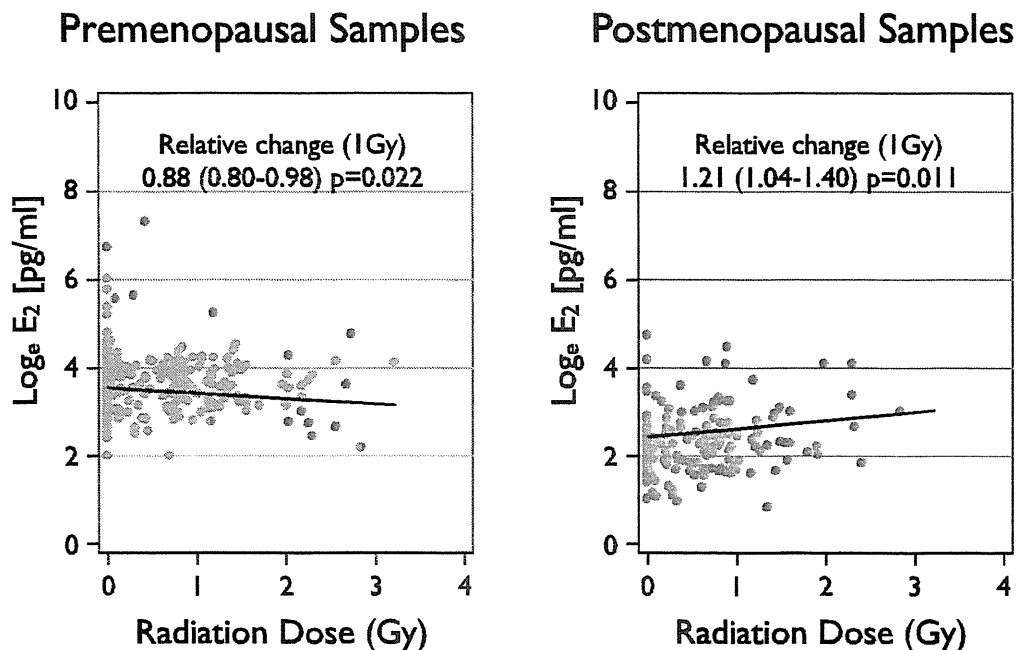 Premenopausal Samples
Relative change (1Gy)
0.88 (0.80-0.98) p=0.022
Logₑ E₂ [pg/ml]
10
8
6
4
2
0
0 1 2 3 4
Radiation Dose (Gy)
Postmenopausal Samples
Relative change (1Gy)
1.21 (1.04-1.40) p=0.011
Logₑ E₂ [pg/ml]
10
8
6
4
2
0
0 1 2 3 4
Radiation Dose (Gy)